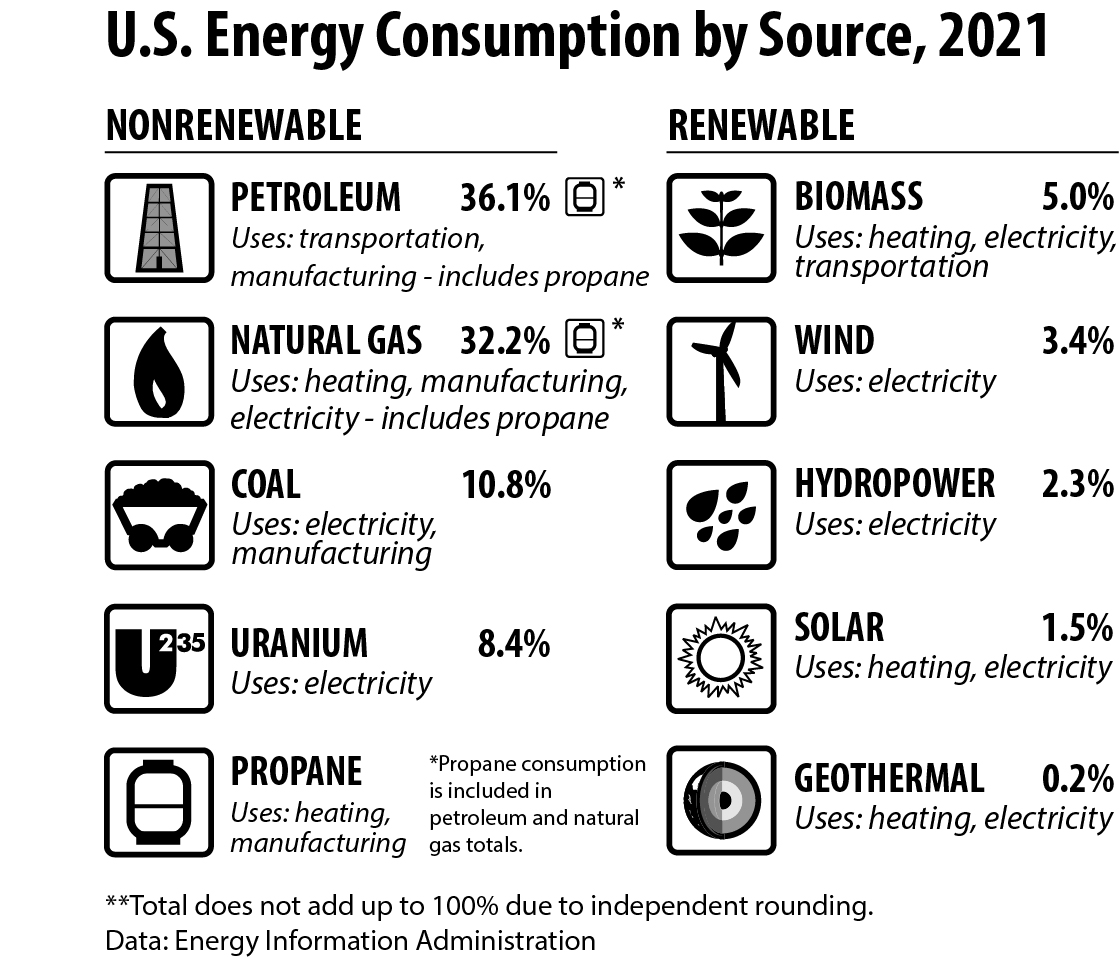 U.S. Energy Consumption by Source, 2021
NONRENEWABLE
PETROLEUM 36.1% *
Uses: transportation,
manufacturing - includes propane
NATURAL GAS 32.2% *
Uses: heating, manufacturing,
electricity - includes propane
COAL 10.8%
Uses: electricity,
manufacturing
U235
URANIUM 8.4%
Uses: electricity
PROPANE
Uses: heating,
manufacturing
*Propane consumption
is included in
petroleum and natural
gas totals.
RENEWABLE
BIOMASS 5.0%
Uses: heating, electricity,
transportation
WIND 3.4%
Uses: electricity
HYDROPOWER 2.3%
Uses: electricity
SOLAR 1.5%
Uses: heating, electricity
GEOTHERMAL 0.2%
Uses: heating, electricity
**Total does not add up to 100% due to independent rounding.
Data: Energy Information Administration